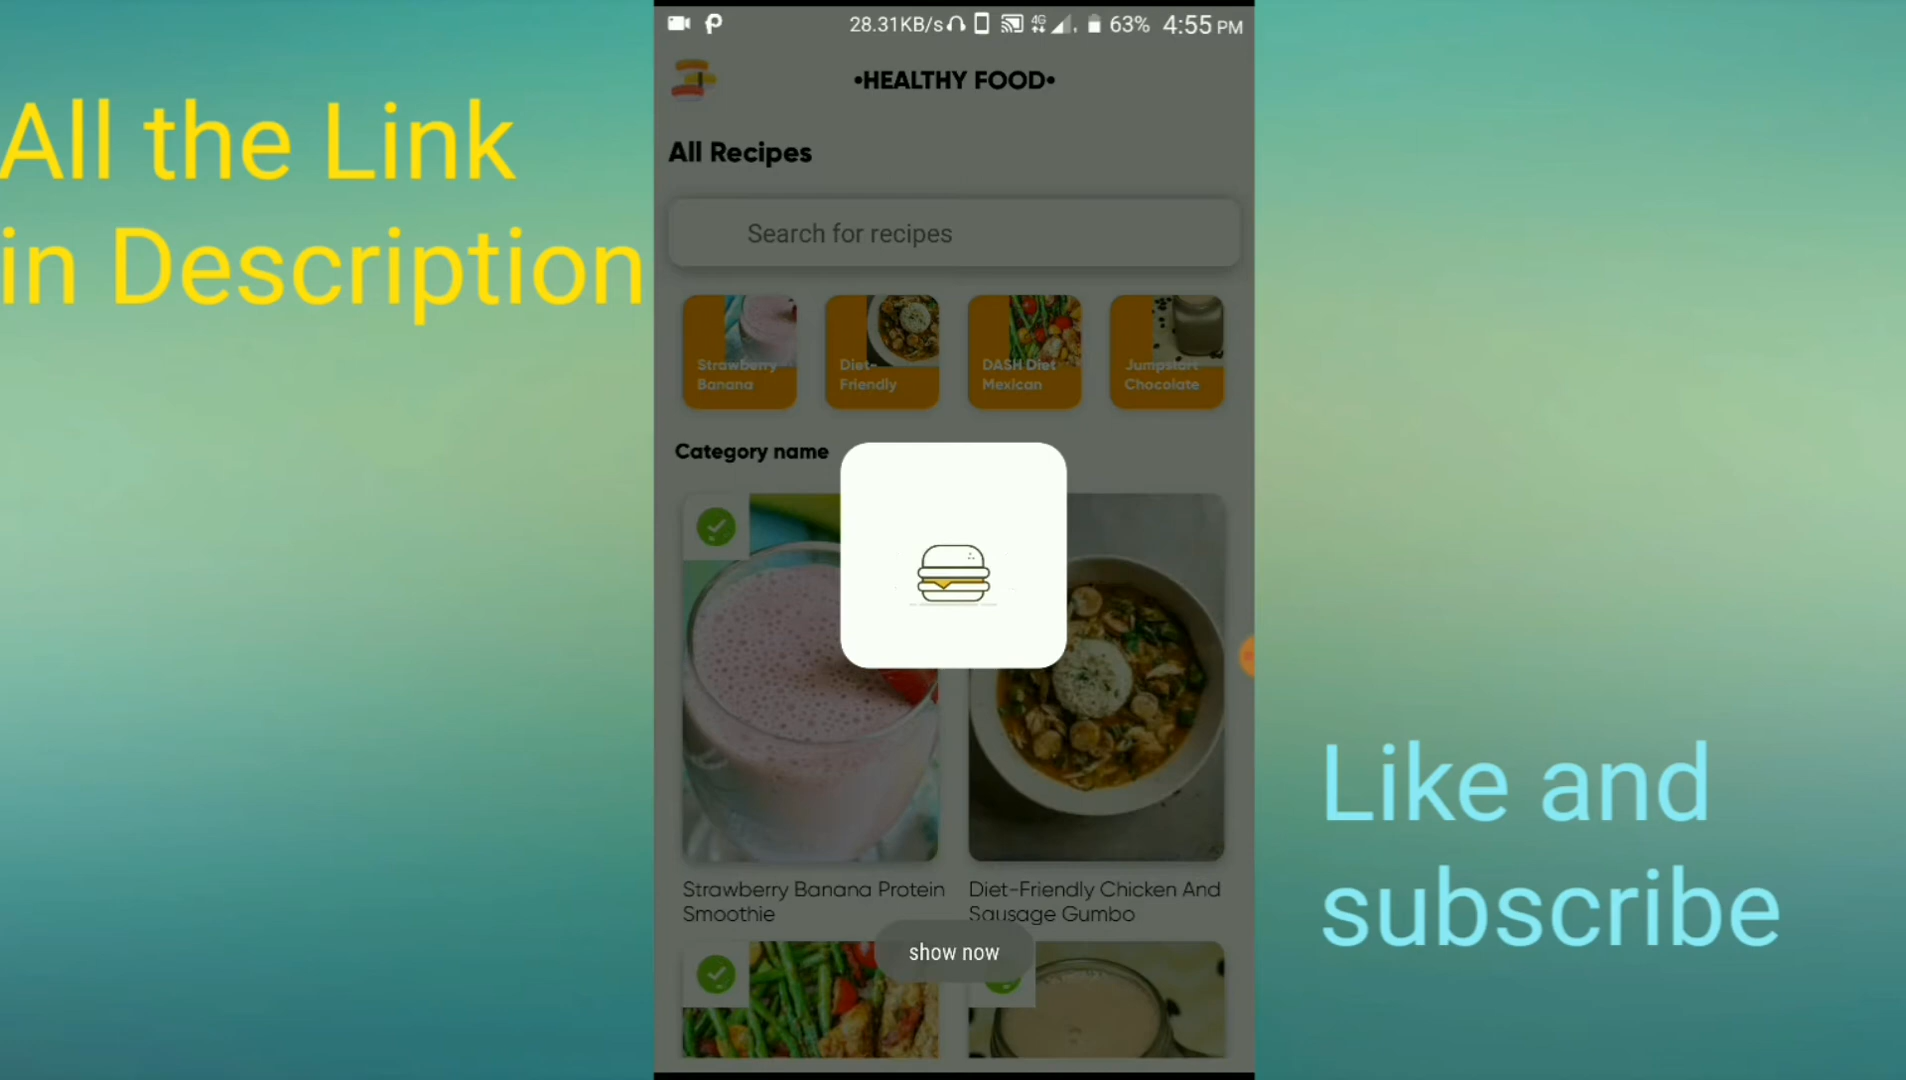 All the Link
in Description
28.31KB/s 4G 63% 4:55 PM
•HEALTHY FOOD•
All Recipes
Search for recipes
Strawberry
Banana
Diet-
Friendly
DASH Diet
Mexican
Jumpstart
Chocolate
Category name
Strawberry Banana Protein
Smoothie
Diet-Friendly Chicken And
Sausage Gumbo
show now
Like and
subscribe